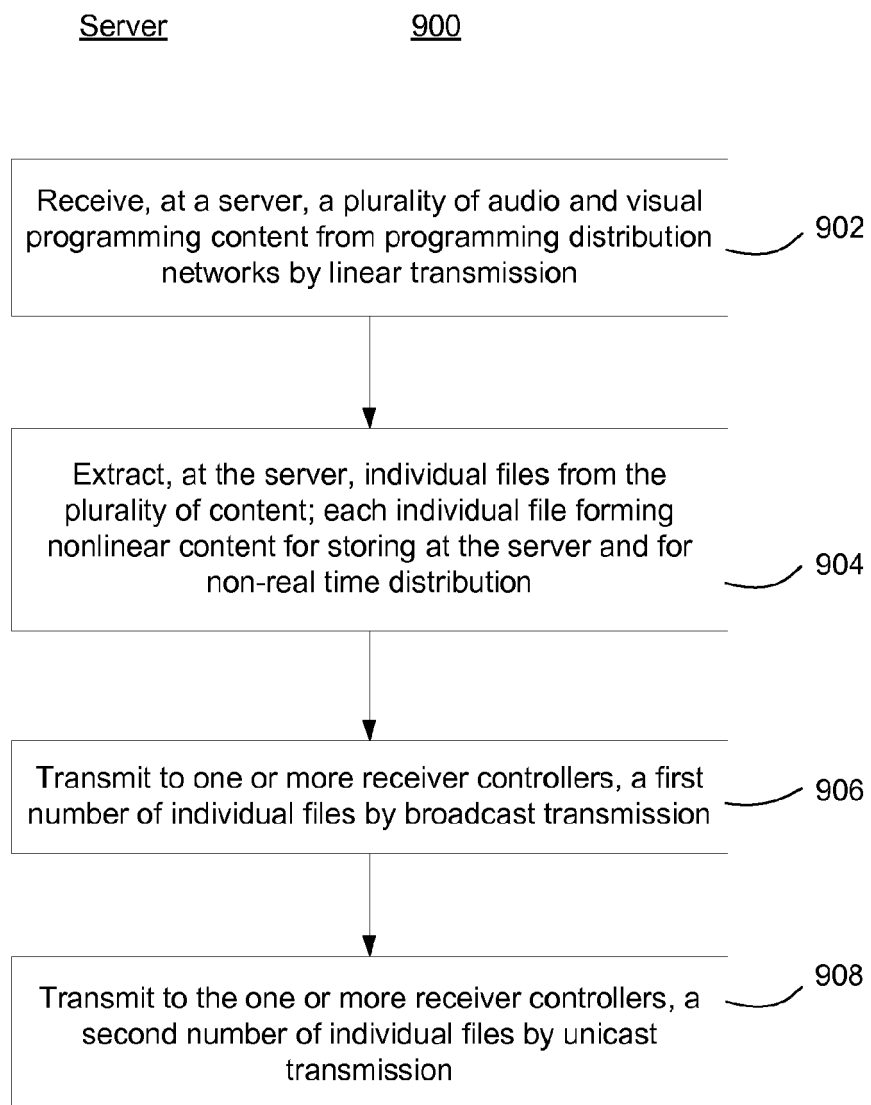 Server 900
Receive, at a server, a plurality of audio and visual
programming content from programming distribution
networks by linear transmission
902
Extract, at the server, individual files from the
plurality of content; each individual file forming
nonlinear content for storing at the server and for
non-real time distribution
904
Transmit to one or more receiver controllers, a first
number of individual files by broadcast transmission
906
Transmit to the one or more receiver controllers, a
second number of individual files by unicast
transmission
908